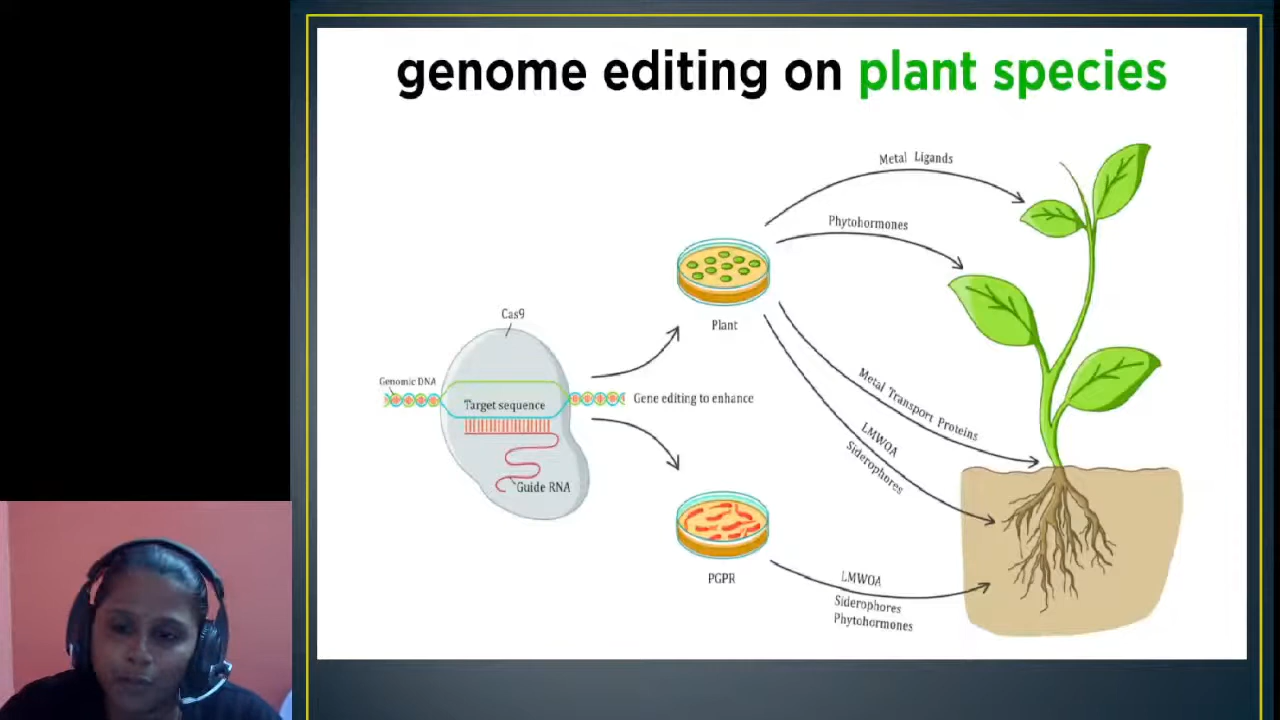 genome editing on plant species
Metal Ligands
Phytohormones
Plant
Cas9
Genomic DNA
Target sequence
Gene editing to enhance
Guide RNA
Metal Transport Proteins
LMWOA
Siderophores
PGPR
LMWOA
Siderophores
Phytohormones